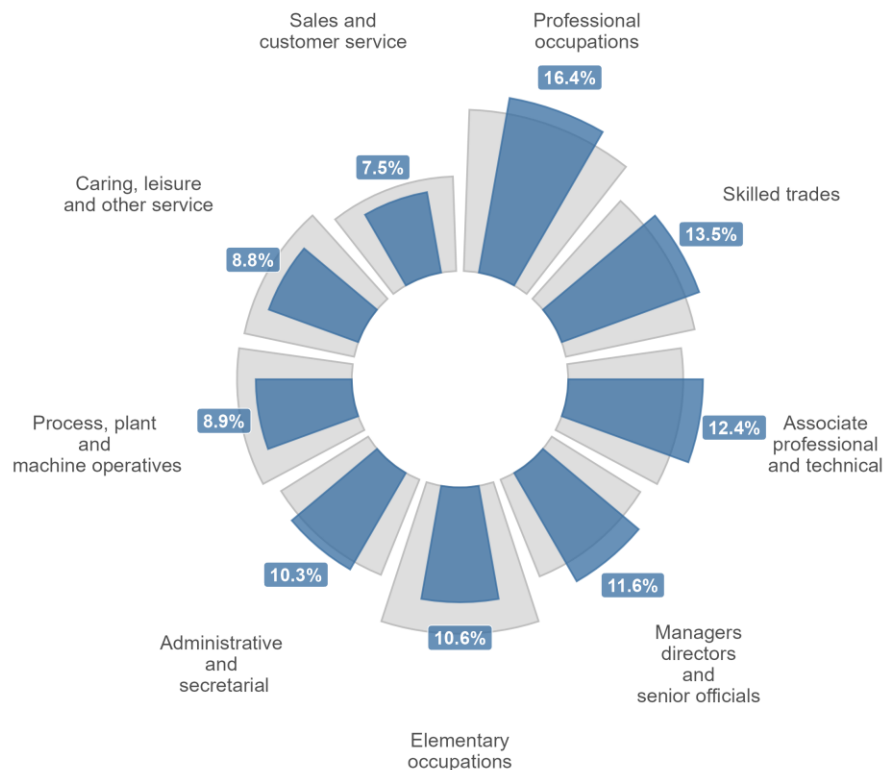 Sales and
customer service
7.5%
Professional
occupations
16.4%
Skilled trades
13.5%
Associate
professional
and technical
12.4%
Managers
directors
and
senior officials
11.6%
Elementary
occupations
10.6%
Administrative
and
secretarial
10.3%
Process, plant
and
machine operatives
8.9%
Caring, leisure
and other service
8.8%